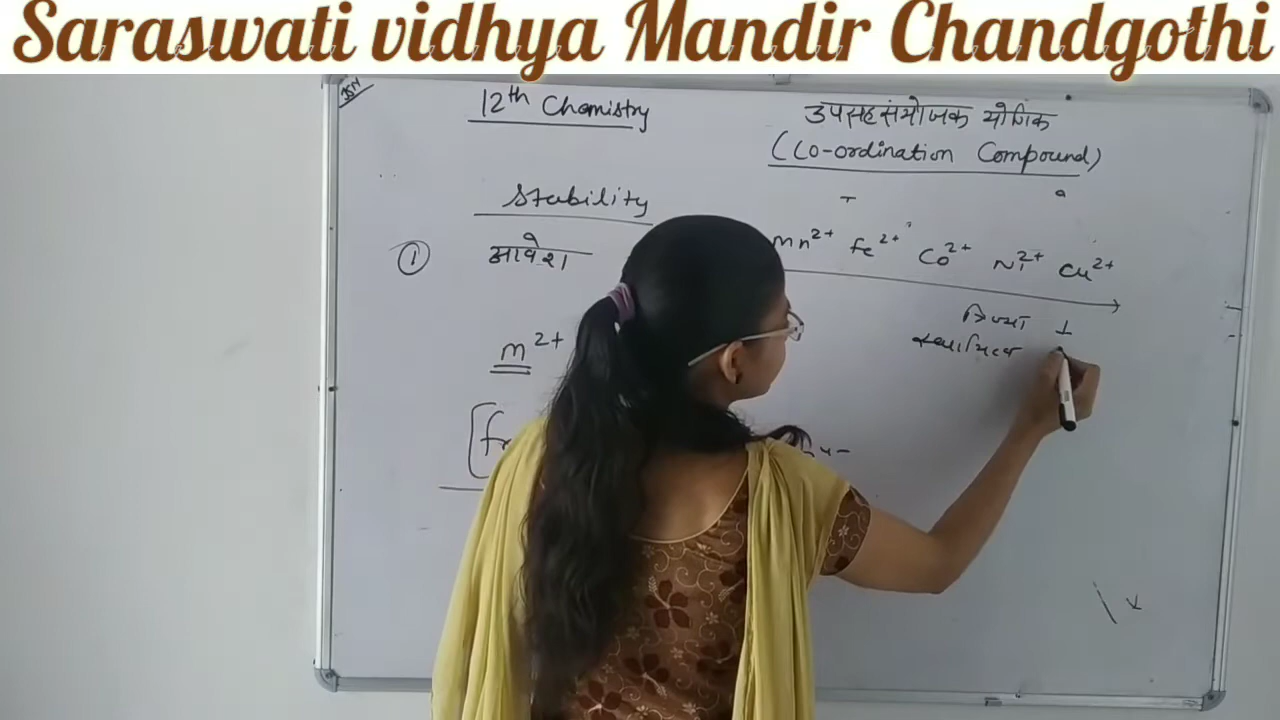 Saraswati vidhya Mandir Chandgothi
12th Chemistry
उपसहसंयोजक यौगिक
(Co-ordination Compound)
Stability
① आवेश
Mn²⁺ Fe²⁺ Co²⁺ Ni²⁺ Cu²⁺
त्रिज्या ⊥
स्थायित्व
m²⁺